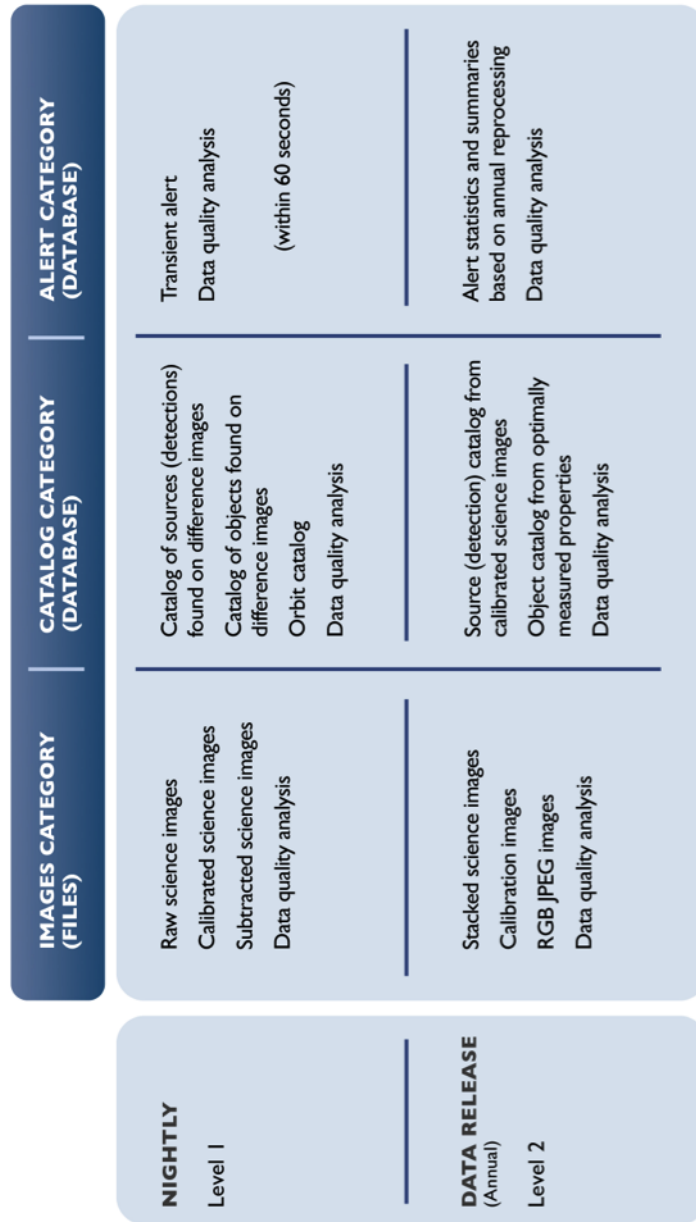 IMAGES CATEGORY
(FILES)
CATALOG CATEGORY
(DATABASE)
ALERT CATEGORY
(DATABASE)
NIGHTLY
Level 1
Raw science images
Calibrated science images
Subtracted science images
Data quality analysis
Catalog of sources (detections)
found on difference images
Catalog of objects found on
difference images
Orbit catalog
Data quality analysis
Transient alert
Data quality analysis
(within 60 seconds)
DATA RELEASE
(Annual)
Level 2
Stacked science images
Calibration images
RGB JPEG images
Data quality analysis
Source (detection) catalog from
calibrated science images
Object catalog from optimally
measured properties
Data quality analysis
Alert statistics and summaries
based on annual reprocessing
Data quality analysis